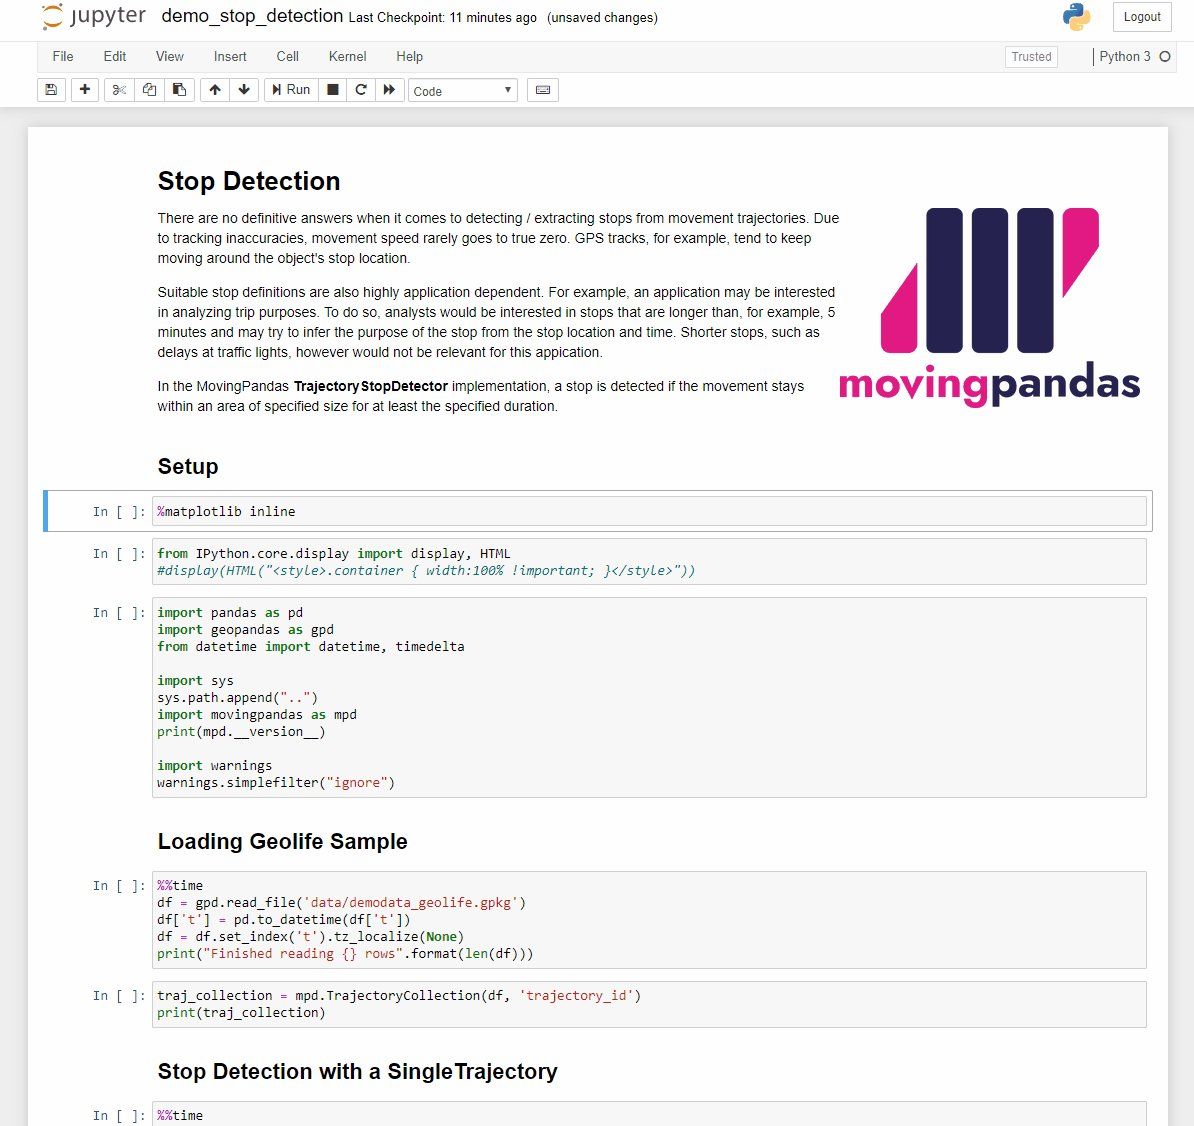 jupyter demo_stop_detection Last Checkpoint: 11 minutes ago (unsaved changes) Logout
File Edit View Insert Cell Kernel Help Trusted Python 3
Run Code
Stop Detection
There are no definitive answers when it comes to detecting / extracting stops from movement trajectories. Due
to tracking inaccuracies, movement speed rarely goes to true zero. GPS tracks, for example, tend to keep
moving around the object's stop location.
Suitable stop definitions are also highly application dependent. For example, an application may be interested
in analyzing trip purposes. To do so, analysts would be interested in stops that are longer than, for example, 5
minutes and may try to infer the purpose of the stop from the stop location and time. Shorter stops, such as
delays at traffic lights, however would not be relevant for this appication.
In the MovingPandas TrajectoryStopDetector implementation, a stop is detected if the movement stays
within an area of specified size for at least the specified duration.
movingpandas
Setup
In [ ]: %matplotlib inline
In [ ]: from IPython.core.display import display, HTML
#display(HTML("<style>.container { width:100% !important; }</style>"))
In [ ]: import pandas as pd
import geopandas as gpd
from datetime import datetime, timedelta
import sys
sys.path.append("..")
import movingpandas as mpd
print(mpd.__version__)
import warnings
warnings.simplefilter("ignore")
Loading Geolife Sample
In [ ]: %%time
df = gpd.read_file('data/demodata_geolife.gpkg')
df['t'] = pd.to_datetime(df['t'])
df = df.set_index('t').tz_localize(None)
print("Finished reading {} rows".format(len(df)))
In [ ]: traj_collection = mpd.TrajectoryCollection(df, 'trajectory_id')
print(traj_collection)
Stop Detection with a SingleTrajectory
In [ ]: %%time